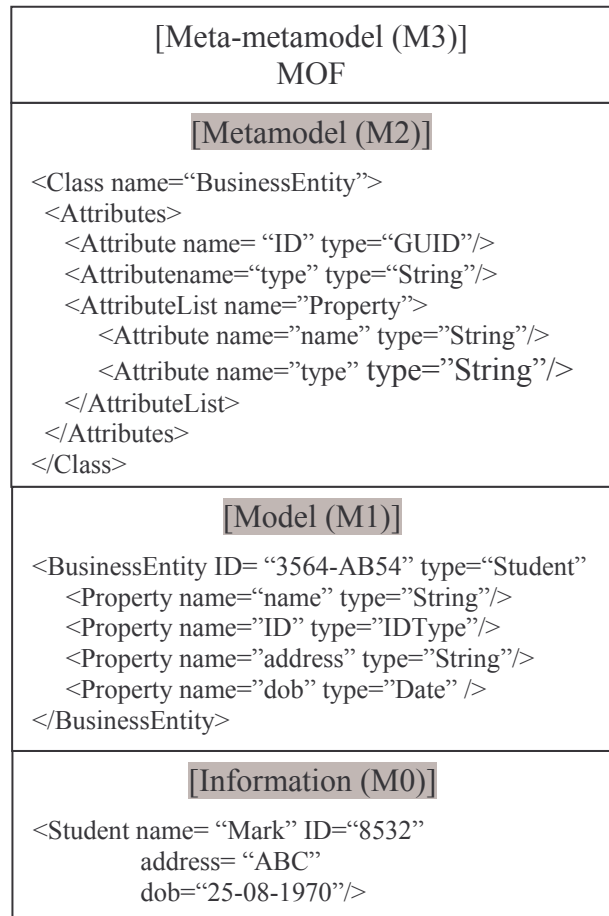 [Meta-metamodel (M3)]
MOF
[Metamodel (M2)]
<Class name=“BusinessEntity”>
<Attributes>
<Attribute name= “ID” type=“GUID”/>
<Attributename=“type” type=“String”/>
<AttributeList name=”Property”>
<Attribute name=”name” type=”String”/>
<Attribute name=”type” type=”String”/>
</AttributeList>
</Attributes>
</Class>
[Model (M1)]
<BusinessEntity ID= “3564-AB54” type=“Student”
<Property name=“name” type=”String”/>
<Property name=”ID” type=”IDType”/>
<Property name=”address” type=”String”/>
<Property name=”dob” type=”Date” />
</BusinessEntity>
[Information (M0)]
<Student name= “Mark” ID=“8532”
address= “ABC”
dob=“25-08-1970”/>